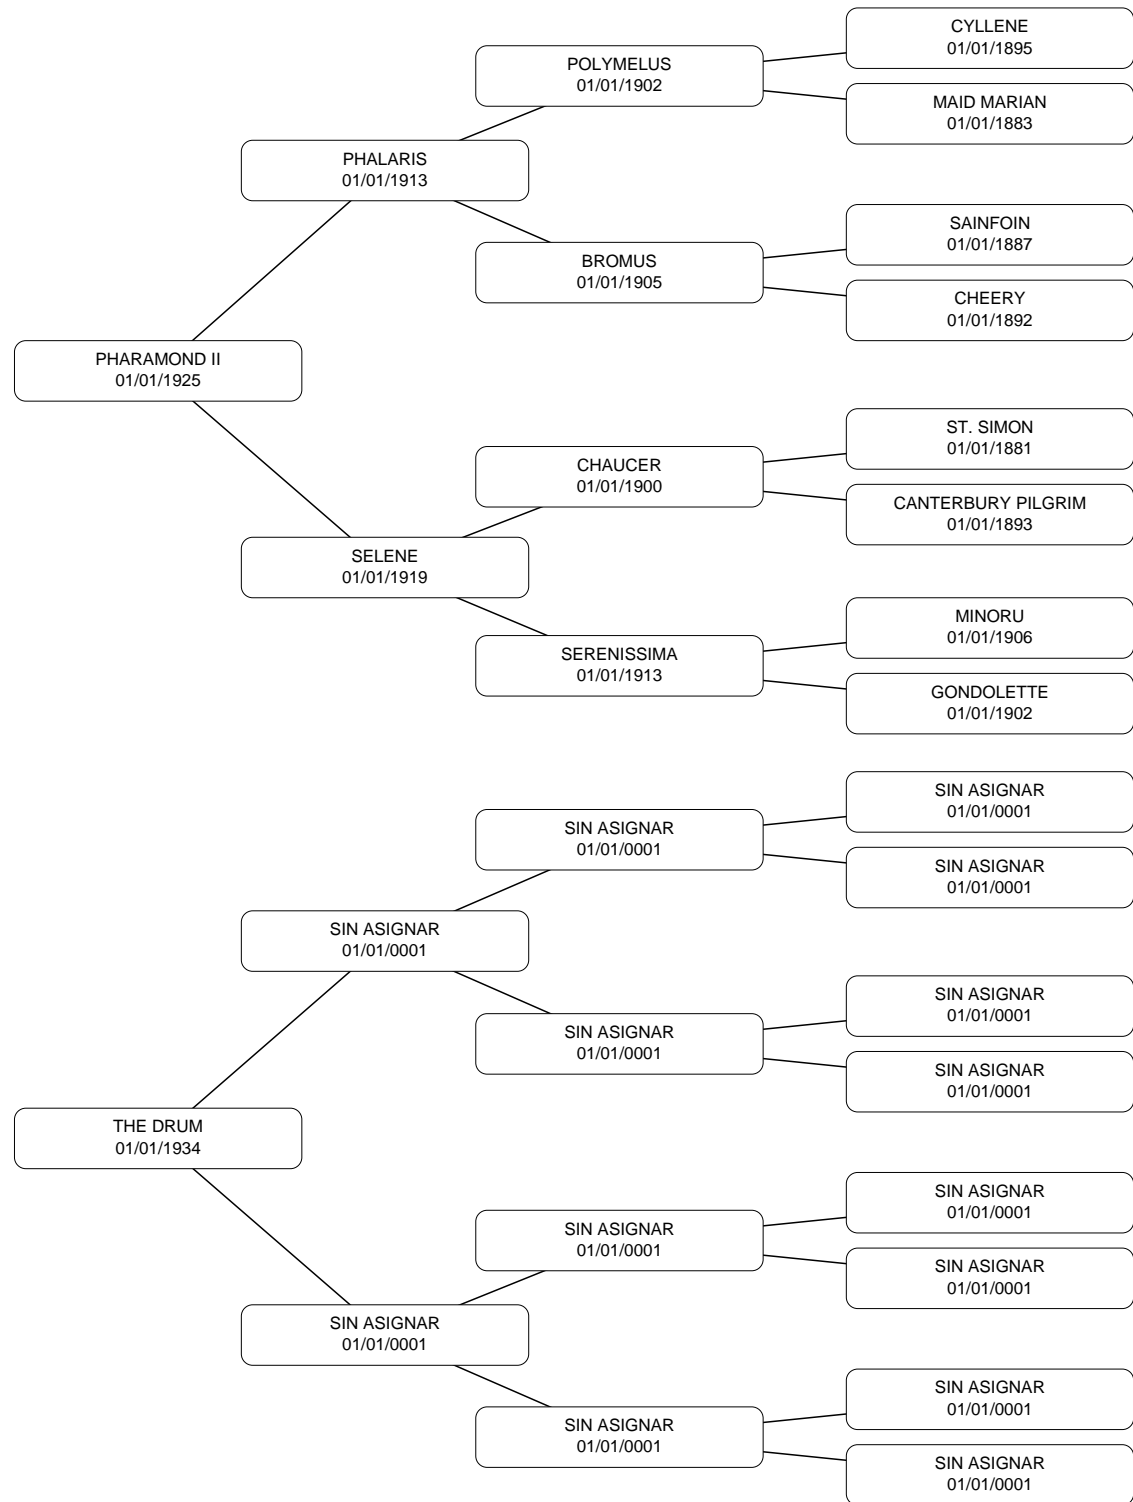 CYLLENE
01/01/1895
POLYMELUS
01/01/1902
MAID MARIAN
01/01/1883
PHALARIS
01/01/1913
SAINFOIN
01/01/1887
BROMUS
01/01/1905
CHEERY
01/01/1892
PHARAMOND II
01/01/1925
ST. SIMON
01/01/1881
CHAUCER
01/01/1900
CANTERBURY PILGRIM
01/01/1893
SELENE
01/01/1919
MINORU
01/01/1906
SERENISSIMA
01/01/1913
GONDOLETTE
01/01/1902
SIN ASIGNAR
01/01/0001
SIN ASIGNAR
01/01/0001
SIN ASIGNAR
01/01/0001
SIN ASIGNAR
01/01/0001
SIN ASIGNAR
01/01/0001
SIN ASIGNAR
01/01/0001
SIN ASIGNAR
01/01/0001
THE DRUM
01/01/1934
SIN ASIGNAR
01/01/0001
SIN ASIGNAR
01/01/0001
SIN ASIGNAR
01/01/0001
SIN ASIGNAR
01/01/0001
SIN ASIGNAR
01/01/0001
SIN ASIGNAR
01/01/0001
SIN ASIGNAR
01/01/0001